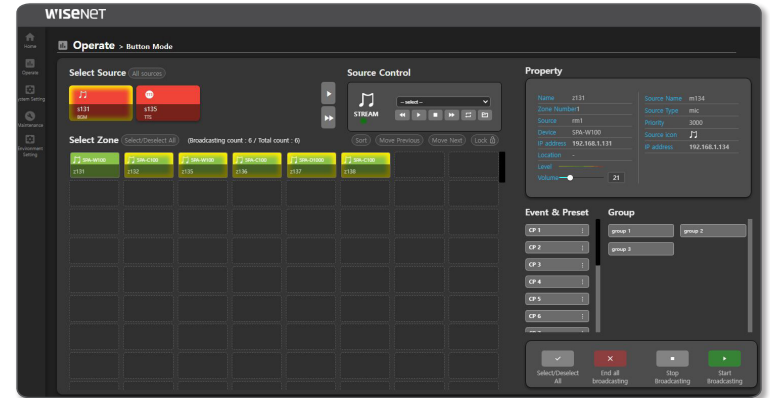 WISENET
Home
Operate
System Setting
Maintenance
Environment
Setting
Operate > Button Mode
Select Source All sources
s131
BGM
s135
TTS
Source Control
STREAM
-- select --
Select Zone Select/Deselect All (Broadcasting count : 6 / Total count : 6) Sort Move Previous Move Next Lock
SPA-W100
z131
SPA-C100
z132
SPA-W100
z135
SPA-C100
z136
SPA-D1000
z137
SPA-C100
z138
Property
Name z131
Zone Number1
Source rm1
Device SPA-W100
IP address 192.168.1.131
Location -
Level
Volume 21
Source Name m134
Source Type mic
Priority 3000
Source Icon
IP address 192.168.1.134
Event & Preset
CP 1
CP 2
CP 3
CP 4
CP 5
CP 6
Group
group 1
group 2
group 3
Select/Deselect
All
End all
broadcasting
Stop
Broadcasting
Start
Broadcasting